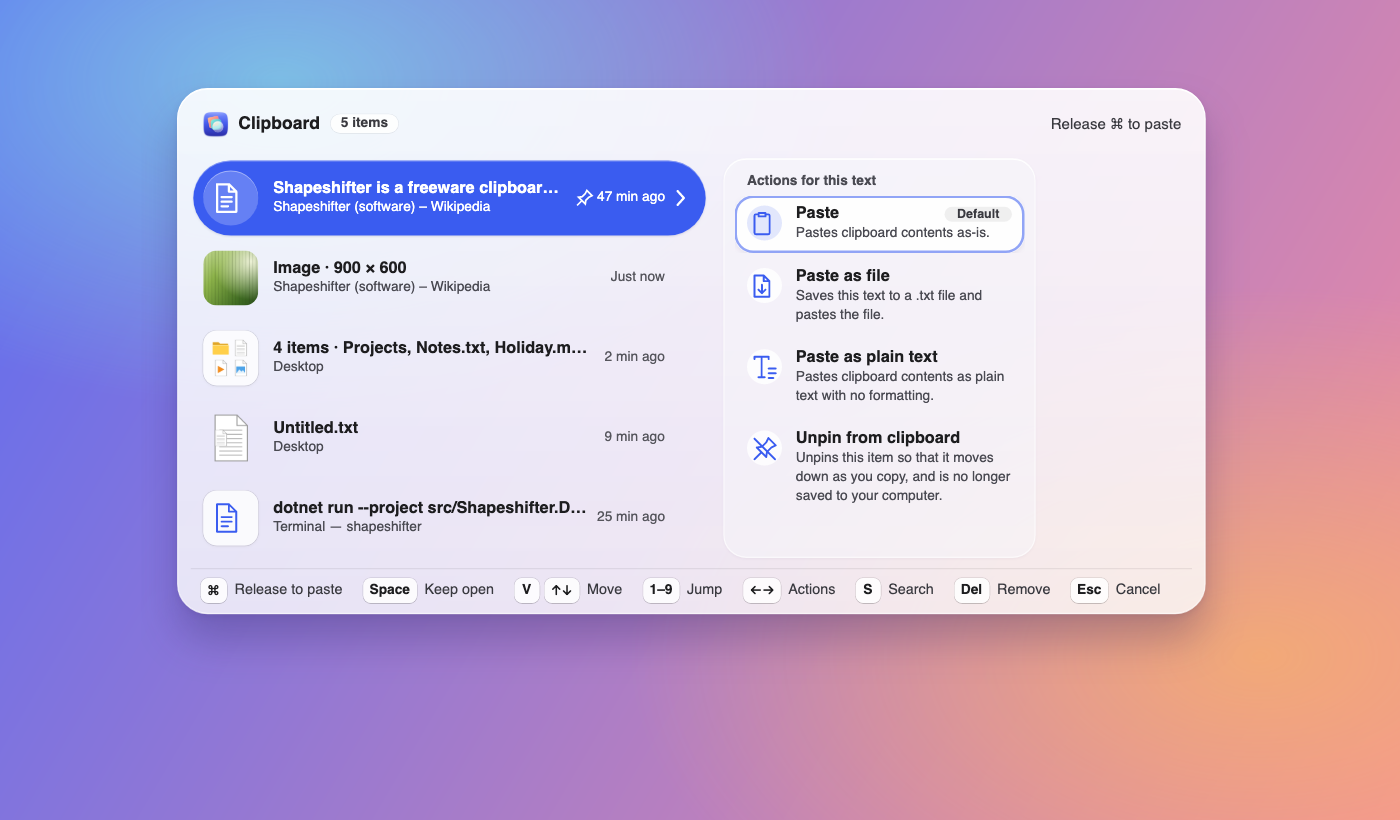 Clipboard
5 items
Release ⌘ to paste
Shapeshifter is a freeware clipboar…
Shapeshifter (software) – Wikipedia
47 min ago
Image · 900 × 600
Shapeshifter (software) – Wikipedia
Just now
4 items · Projects, Notes.txt, Holiday.m…
Desktop
2 min ago
Untitled.txt
Desktop
9 min ago
dotnet run --project src/Shapeshifter.D…
Terminal — shapeshifter
25 min ago
Actions for this text
Paste
Default
Pastes clipboard contents as-is.
Paste as file
Saves this text to a .txt file and
pastes the file.
Paste as plain text
Pastes clipboard contents as plain
text with no formatting.
Unpin from clipboard
Unpins this item so that it moves
down as you copy, and is no longer
saved to your computer.
⌘ Release to paste Space Keep open V ↑↓ Move 1–9 Jump ←→ Actions S Search Del Remove Esc Cancel